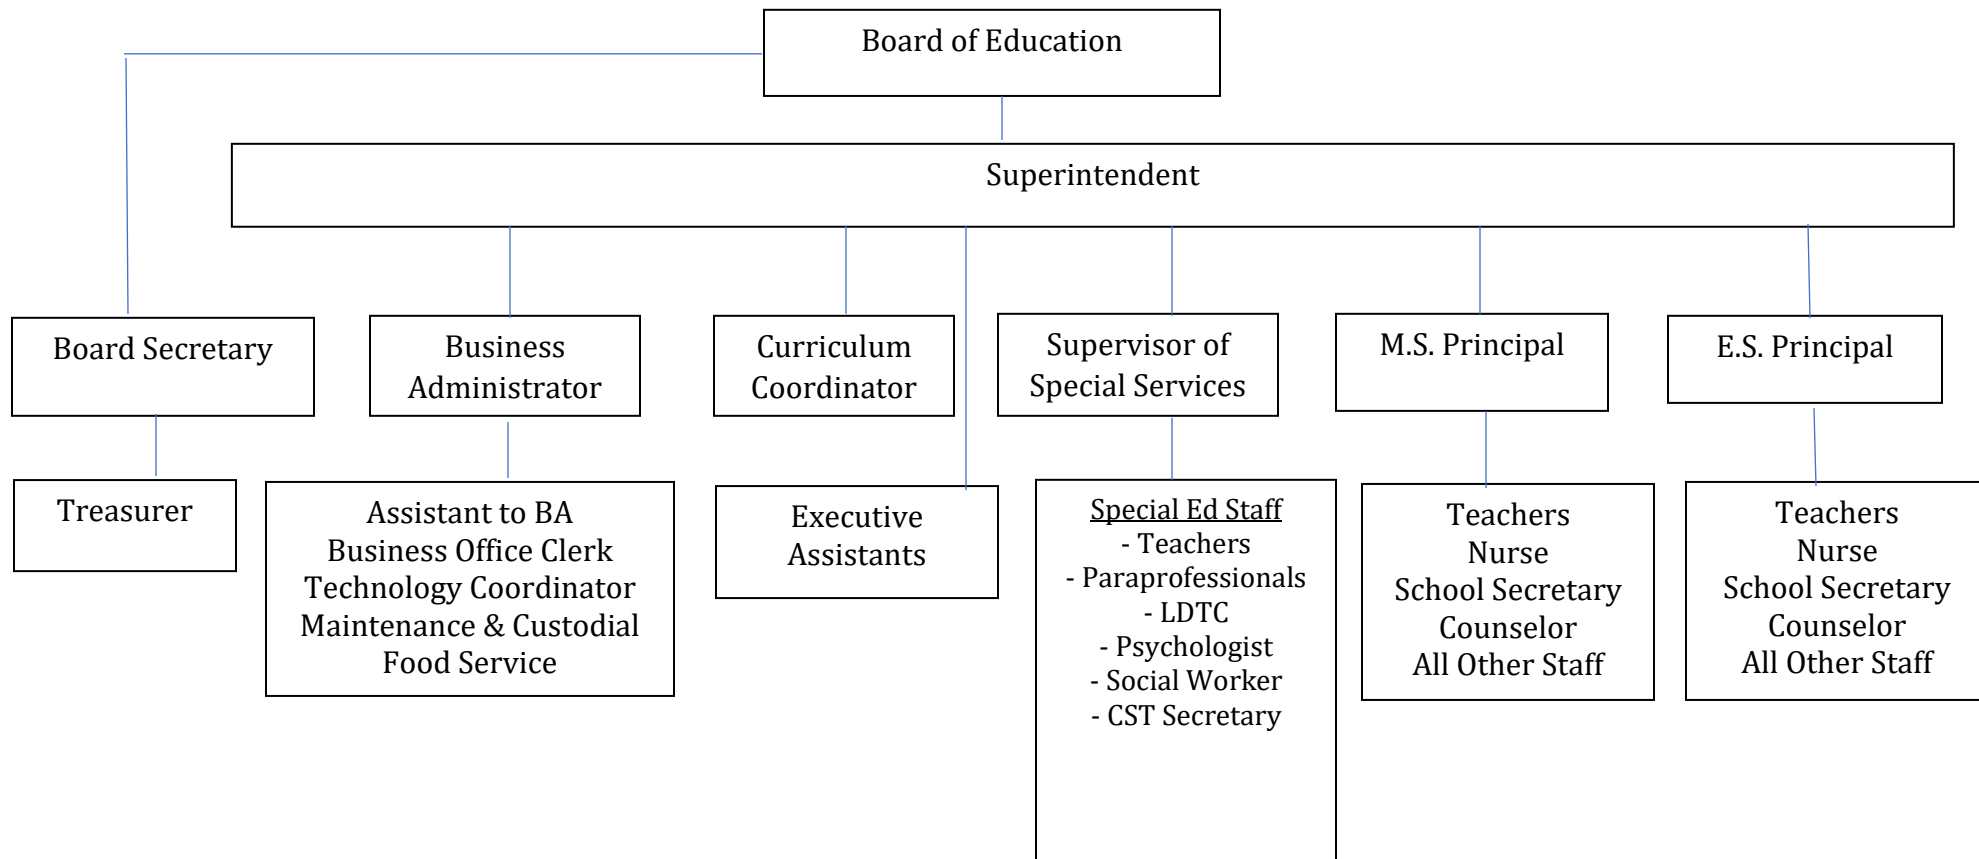 Board of Education
Superintendent
Board Secretary
Business
Administrator
Curriculum
Coordinator
Supervisor of
Special Services
M.S. Principal
E.S. Principal
Treasurer
Assistant to BA
Business Office Clerk
Technology Coordinator
Maintenance & Custodial
Food Service
Executive
Assistants
Special Ed Staff
- Teachers
- Paraprofessionals
- LDTC
- Psychologist
- Social Worker
- CST Secretary
Teachers
Nurse
School Secretary
Counselor
All Other Staff
Teachers
Nurse
School Secretary
Counselor
All Other Staff